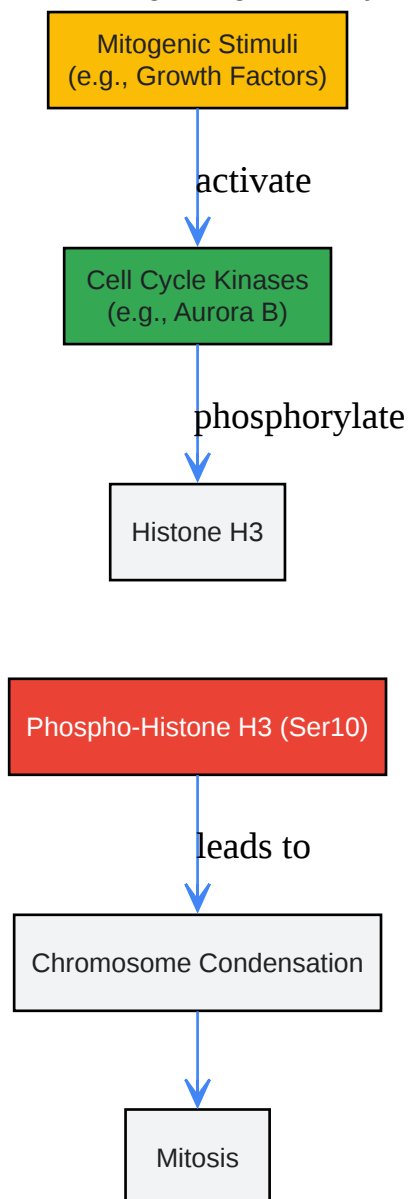 Mitogenic Stimuli
(e.g., Growth Factors)
activate
Cell Cycle Kinases
(e.g., Aurora B)
phosphorylate
Histone H3
Phospho-Histone H3 (Ser10)
leads to
Chromosome Condensation
Mitosis